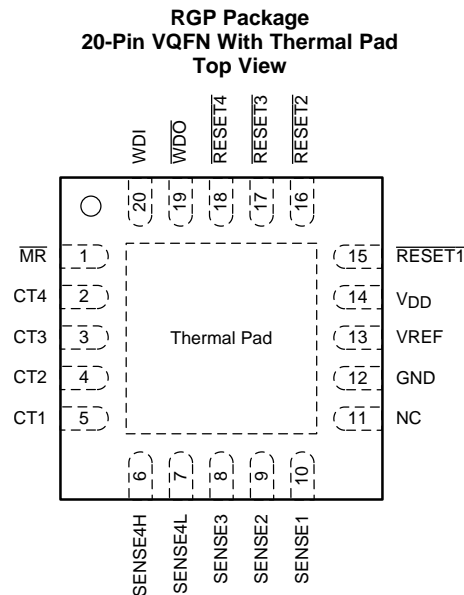 RGP Package
20-Pin VQFN With Thermal Pad
Top View
WDI
WDO
RESET4
RESET3
RESET2
20
19
18
17
16
MR 1
15 RESET1
CT4 2
14 VDD
CT3 3
Thermal Pad
13 VREF
CT2 4
12 GND
CT1 5
11 NC
6
7
8
9
10
SENSE4H
SENSE4L
SENSE3
SENSE2
SENSE1